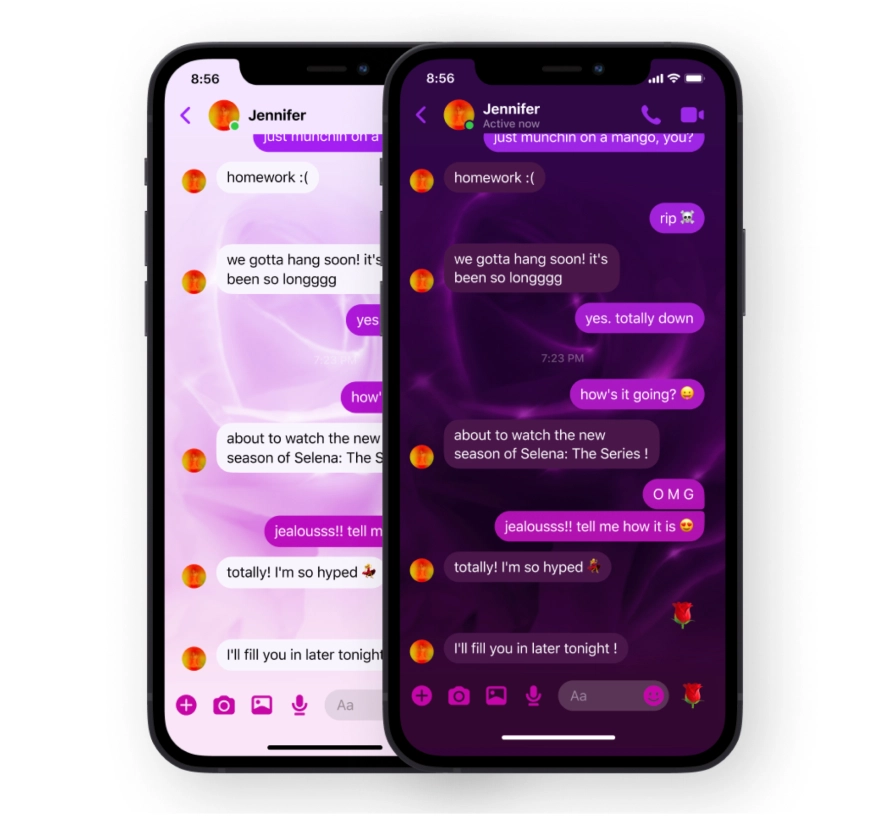 8:56
Jennifer
just munchin on a
homework :(
we gotta hang soon! it's
been so longggg
yes
7:23
how'
about to watch the new
season of Selena: The S
jealousss!! tell m
totally! I'm so hyped 💃
I'll fill you in later tonight
Aa
8:56
Jennifer
Active now
just munchin on a mango, you?
homework :(
rip ☠️
we gotta hang soon! it's
been so longggg
yes. totally down
7:23 PM
how's it going? 😄
about to watch the new
season of Selena: The Series !
O M G
jealousss!! tell me how it is 😍
totally! I'm so hyped 💃
🌹
I'll fill you in later tonight !
Aa